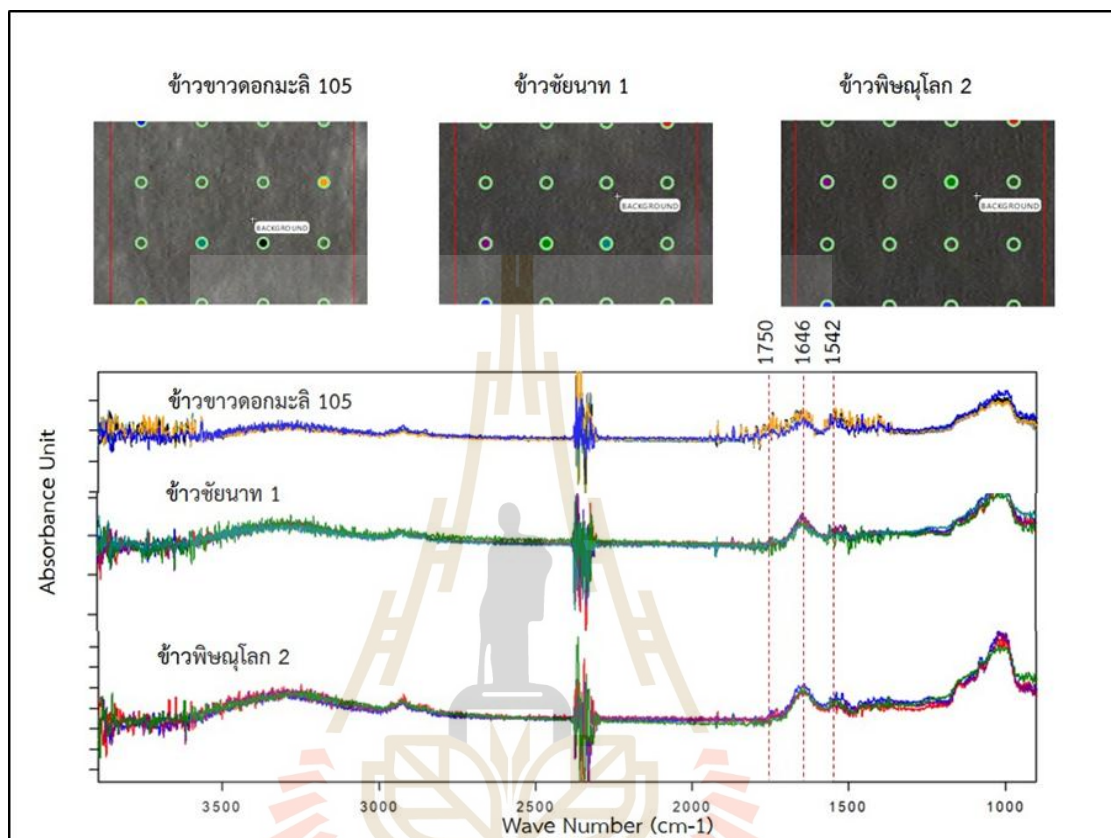 ข้าวขาวดอกมะลิ 105
ข้าวชัยนาท 1
ข้าวพิษณุโลก 2
BACKGROUND
BACKGROUND
BACKGROUND
1750
1646
1542
ข้าวขาวดอกมะลิ 105
ข้าวชัยนาท 1
ข้าวพิษณุโลก 2
Absorbance Unit
3500
3000
2500
2000
1500
1000
Wave Number (cm-1)